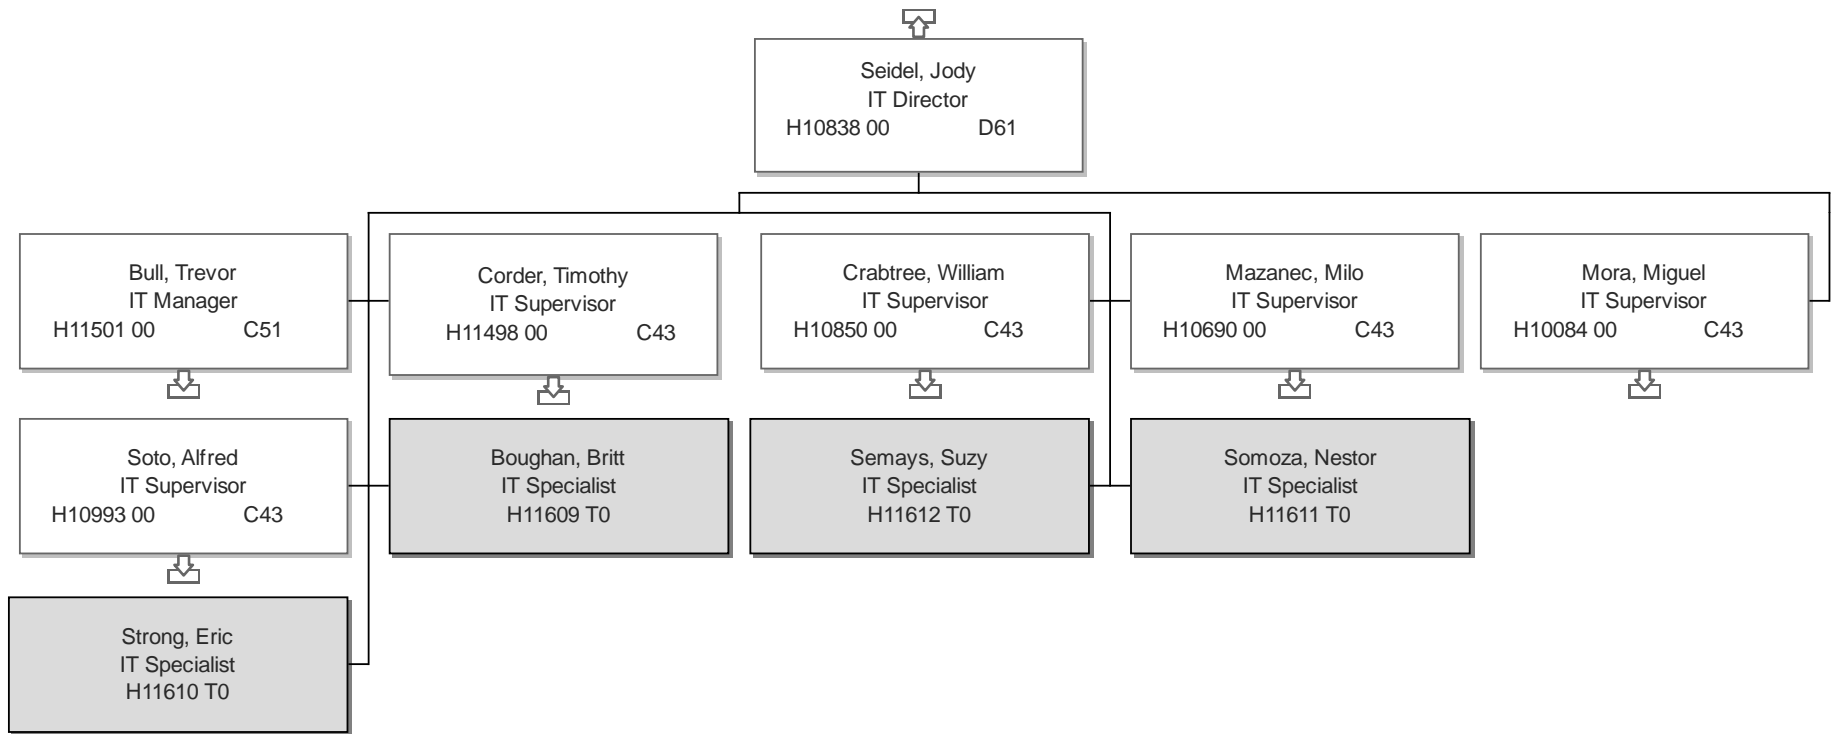 Seidel, Jody
IT Director
H10838 00 D61
Bull, Trevor
IT Manager
H11501 00 C51
Corder, Timothy
IT Supervisor
H11498 00 C43
Crabtree, William
IT Supervisor
H10850 00 C43
Mazanec, Milo
IT Supervisor
H10690 00 C43
Mora, Miguel
IT Supervisor
H10084 00 C43
Soto, Alfred
IT Supervisor
H10993 00 C43
Boughan, Britt
IT Specialist
H11609 T0
Semays, Suzy
IT Specialist
H11612 T0
Somoza, Nestor
IT Specialist
H11611 T0
Strong, Eric
IT Specialist
H11610 T0